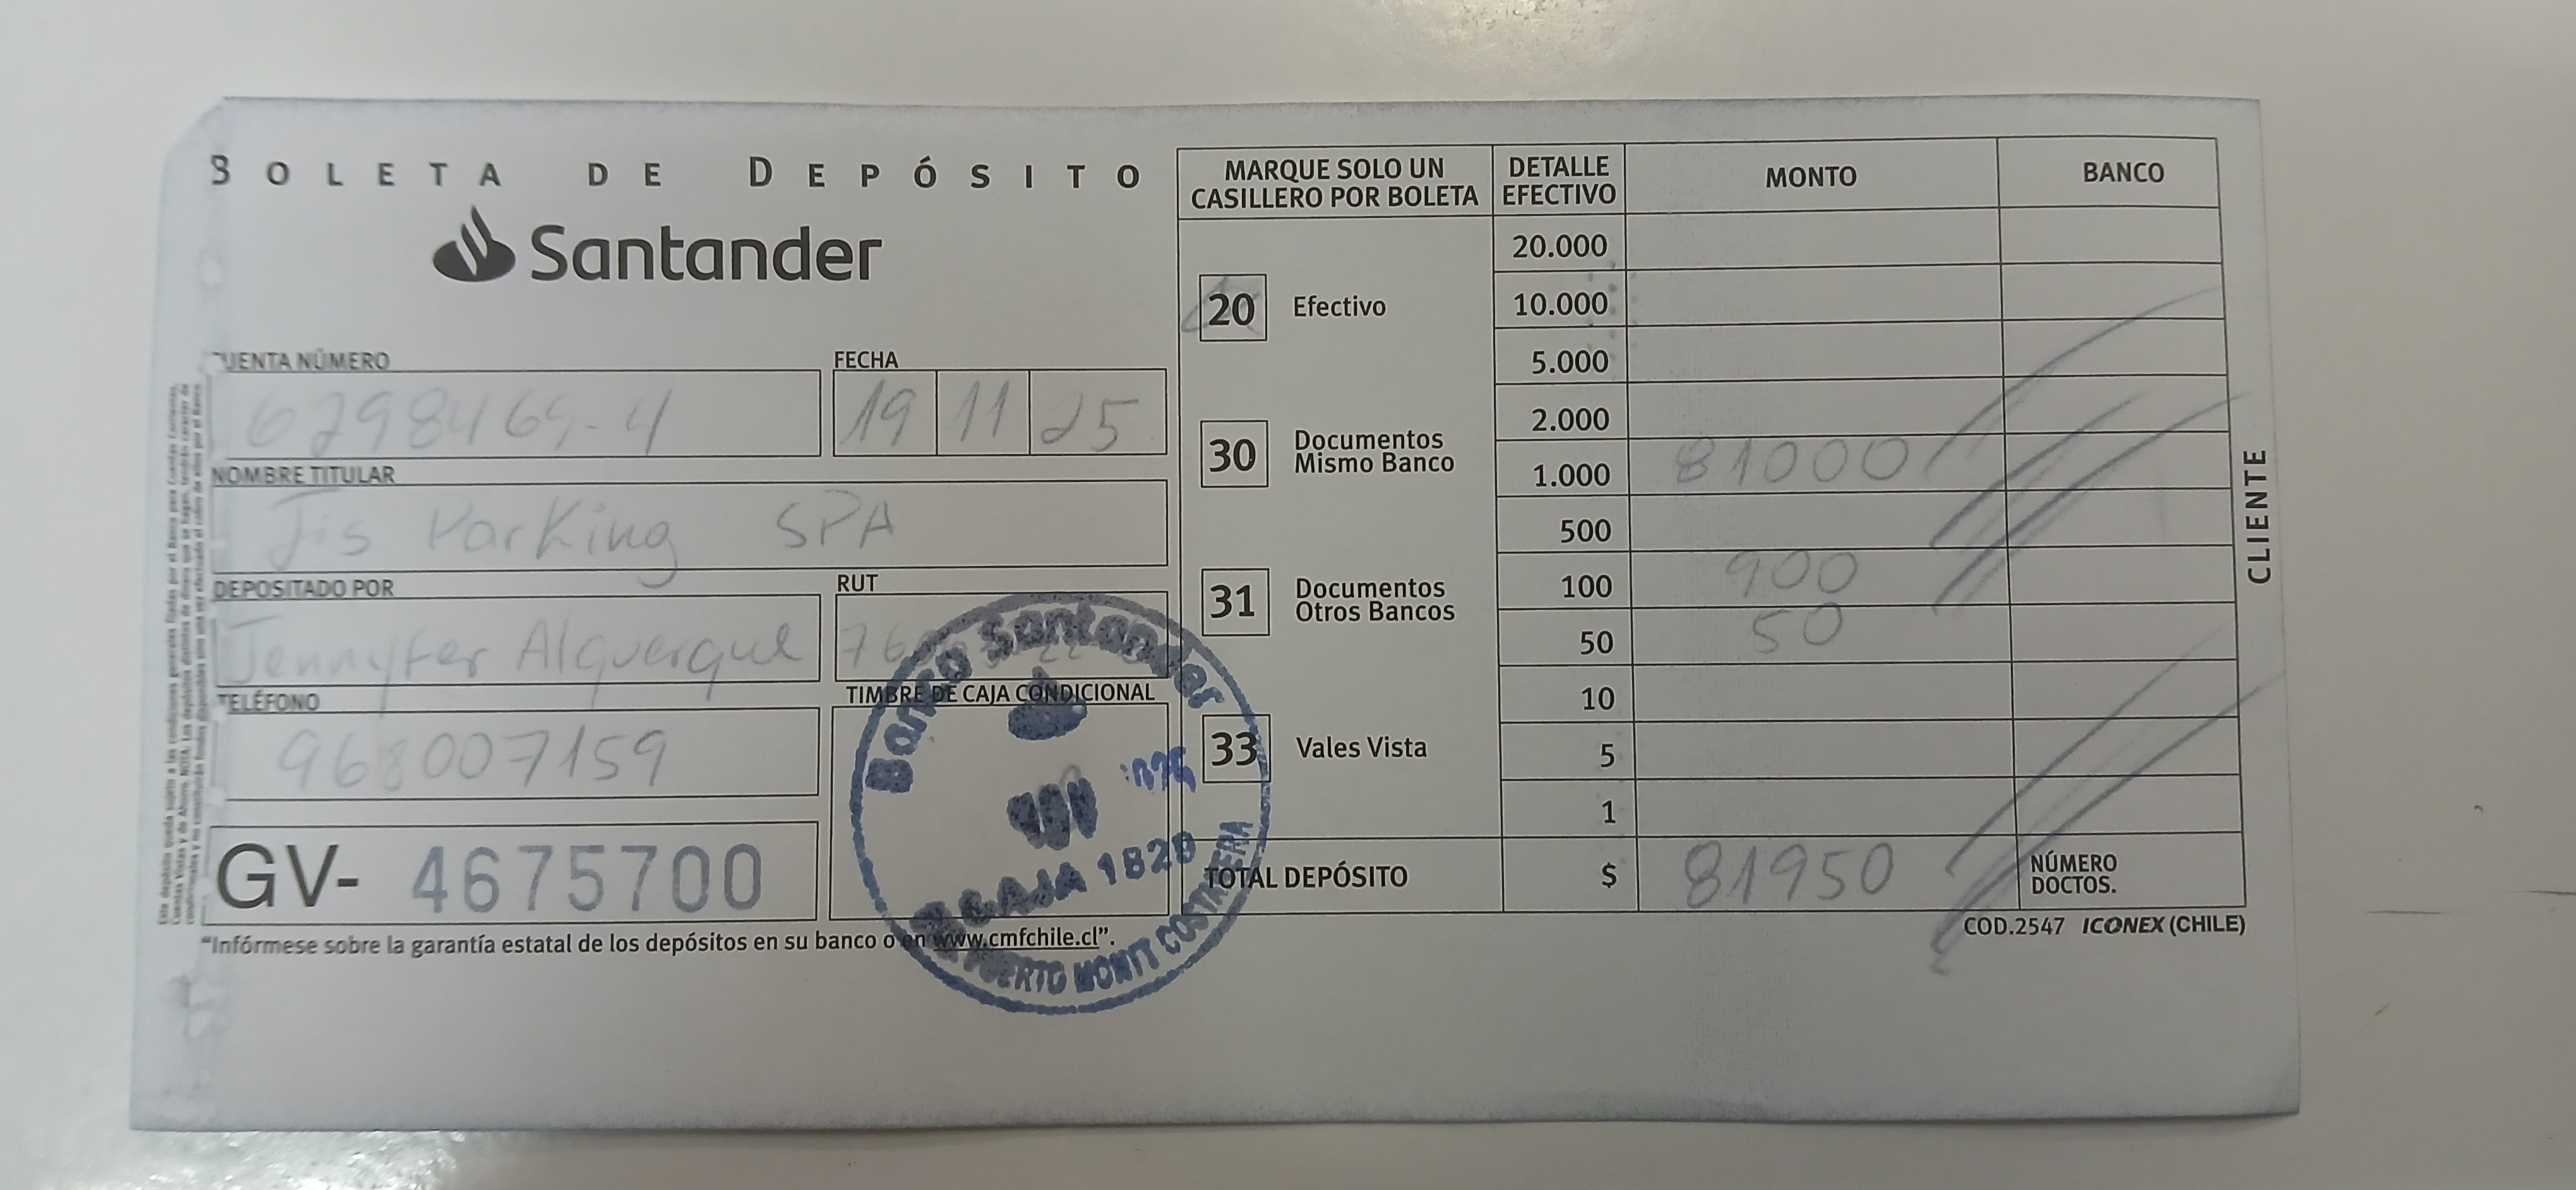 BOLETA DE DEPÓSITO
Santander
CUENTA NÚMERO
6298469-4
FECHA
19 11 25
NOMBRE TITULAR
Jis Parking SPA
DEPOSITADO POR
Jennyfer Alquerque
RUT
76
TELÉFONO
968007159
TIMBRE DE CAJA CONDICIONAL
GV- 4675700
"Infórmese sobre la garantía estatal de los depósitos en su banco o en www.cmfchile.cl".
Banco Santander
CAJA 1828
PUERTO MONTT COSTANERA
MARQUE SOLO UN
CASILLERO POR BOLETA
20 Efectivo
30 Documentos
Mismo Banco
31 Documentos
Otros Bancos
33 Vales Vista
DETALLE
EFECTIVO
MONTO
BANCO
20.000
10.000
5.000
2.000
1.000 81000
500
100 900
50 50
10
5
1
TOTAL DEPÓSITO $ 81950
NÚMERO
DOCTOS.
COD.2547 ICONEX (CHILE)
CLIENTE